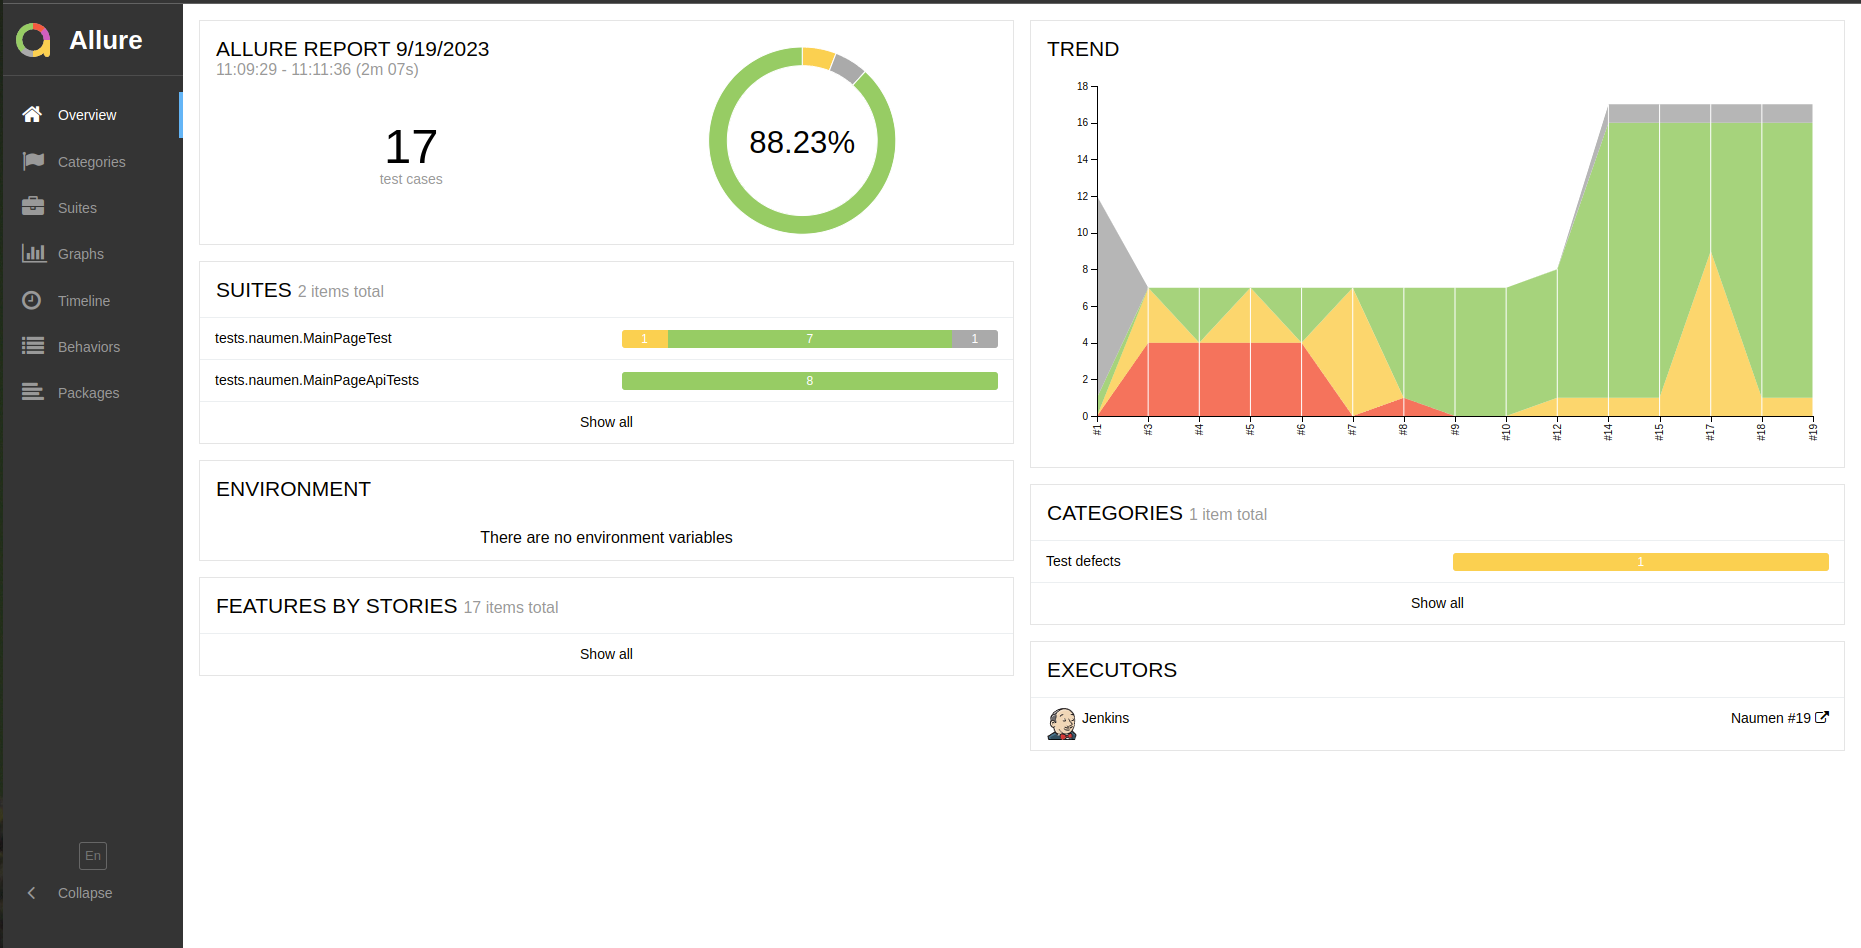 Allure
Overview
Categories
Suites
Graphs
Timeline
Behaviors
Packages
En
Collapse
ALLURE REPORT 9/19/2023
11:09:29 - 11:11:36 (2m 07s)
17
test cases
88.23%
SUITES 2 items total
tests.naumen.MainPageTest 1 7 1
tests.naumen.MainPageApiTests 8
Show all
ENVIRONMENT
There are no environment variables
FEATURES BY STORIES 17 items total
Show all
TREND
18
16
14
12
10
8
6
4
2
0
#1 #3 #4 #5 #6 #7 #8 #9 #10 #12 #14 #15 #17 #18 #19
CATEGORIES 1 item total
Test defects 1
Show all
EXECUTORS
Jenkins Naumen #19